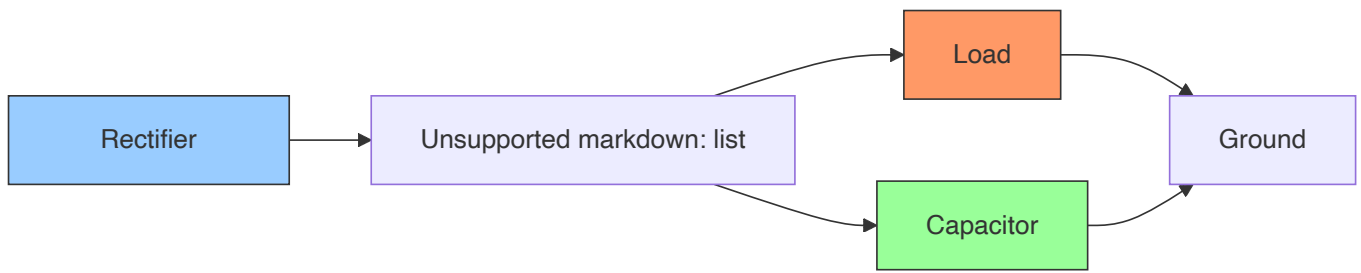 Rectifier
Unsupported markdown: list
Load
Capacitor
Ground